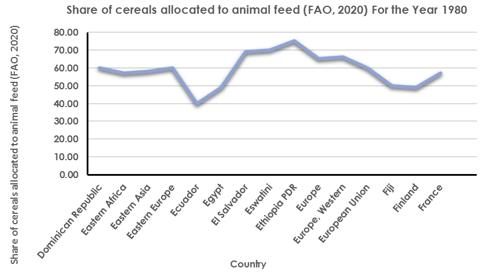 Share of cereals allocated to animal feed (FAO, 2020) For the Year 1980
Share of cereals allocated to animal feed (FAO, 2020)
80.00
70.00
60.00
50.00
40.00
30.00
20.00
10.00
0.00
Dominican Republic
Eastern Africa
Eastern Asia
Eastern Europe
Ecuador
Egypt
El Salvador
Eswatini
Ethiopia PDR
Europe
Europe, Western
European Union
Fiji
Finland
France
Country